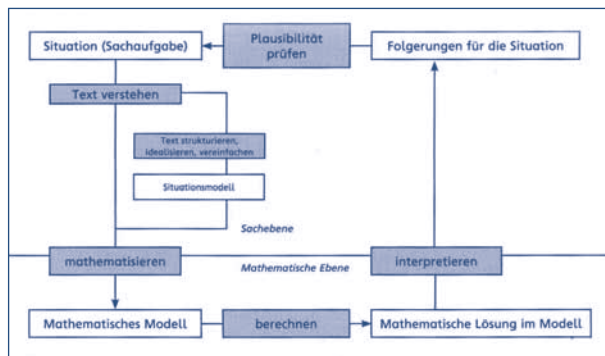 Situation (Sachaufgabe)
Plausibilität
prüfen
Folgerungen für die Situation
Text verstehen
Text strukturieren,
idealisieren, vereinfachen
Situationsmodell
Sachebene
mathematisieren
Mathematische Ebene
interpretieren
Mathematisches Modell
berechnen
Mathematische Lösung im Modell